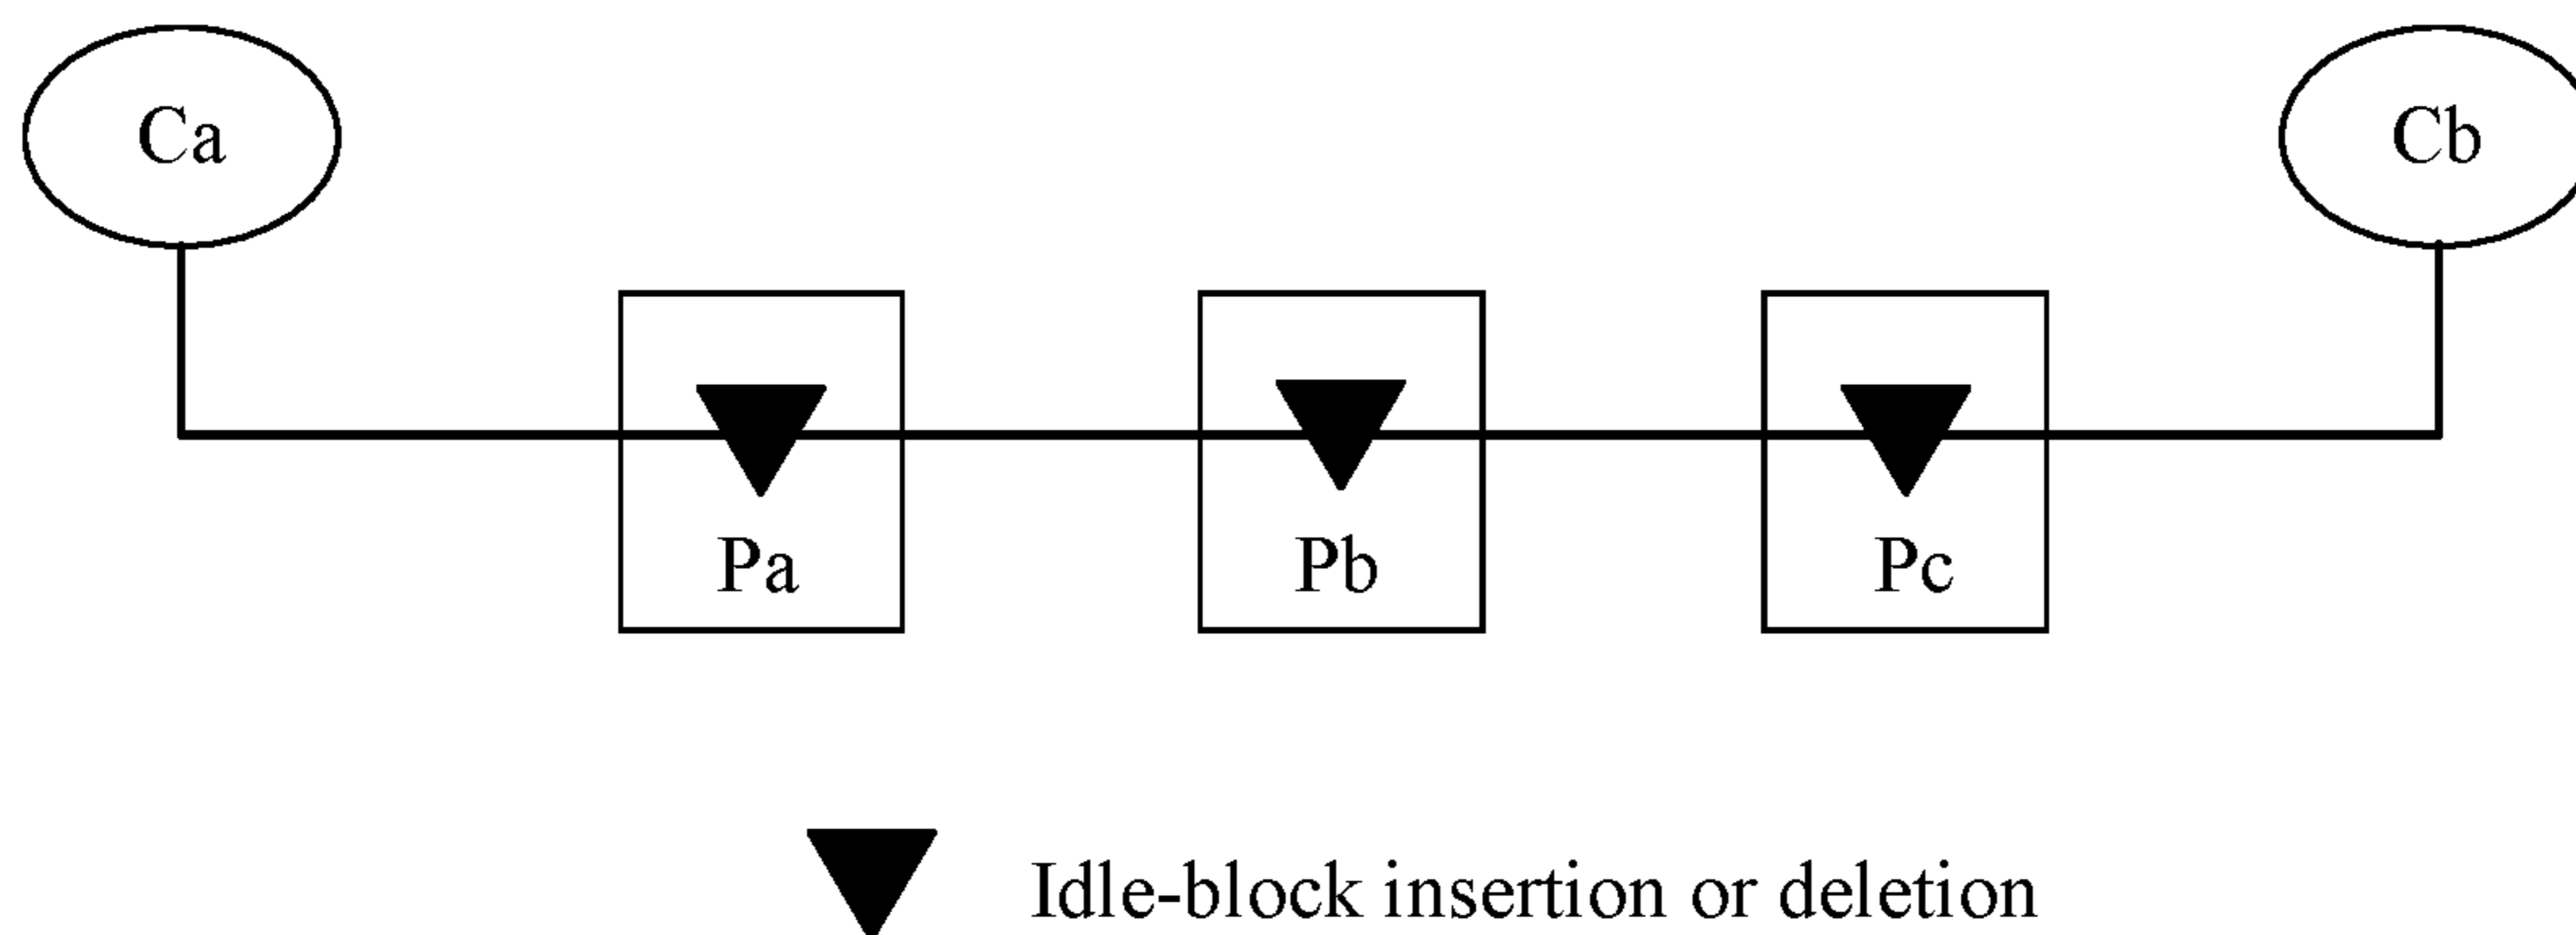 Ca
Cb
Pa
Pb
Pc
Idle-block insertion or deletion